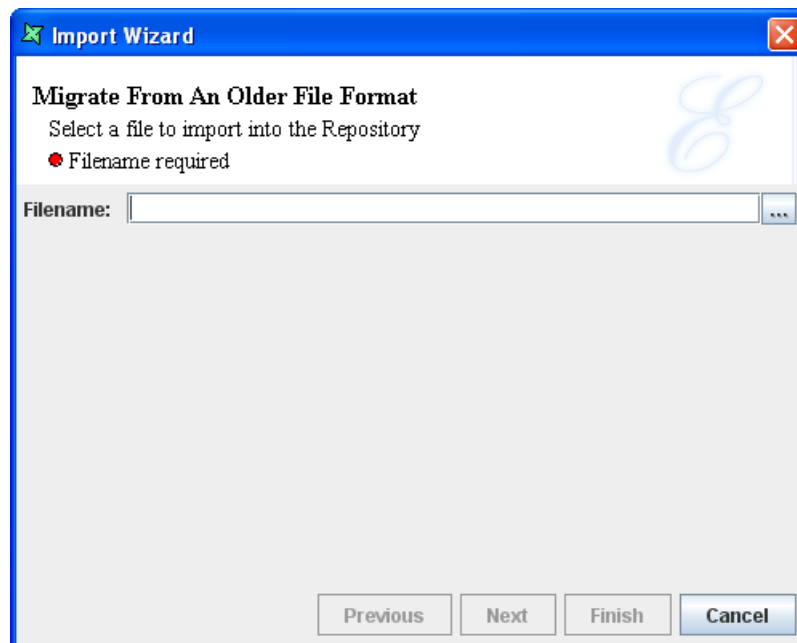 Import Wizard
Migrate From An Older File Format
Select a file to import into the Repository
Filename required
Filename: ...
Previous Next Finish Cancel